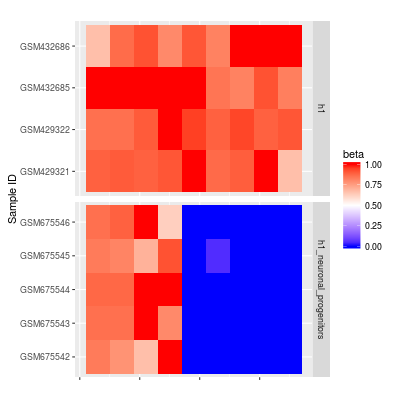 Sample ID
GSM432686
GSM432685
GSM429322
GSM429321
h1
GSM675546
GSM675545
GSM675544
GSM675543
GSM675542
h1_neuronal_progenitors
beta
1.00
0.75
0.50
0.25
0.00